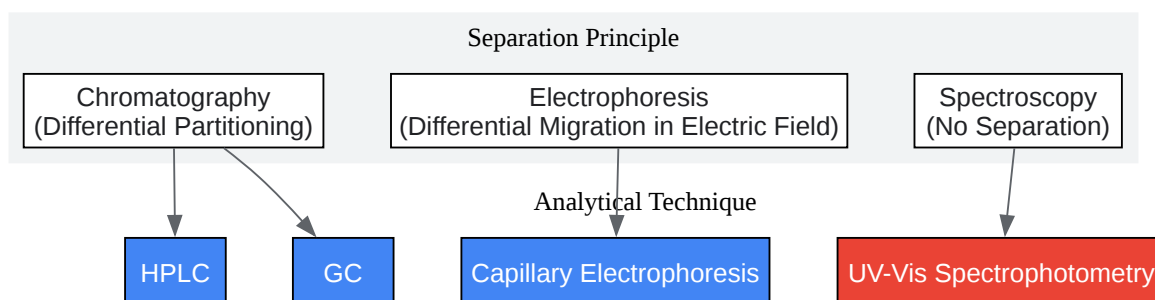 Separation Principle
Chromatography
(Differential Partitioning)
Electrophoresis
(Differential Migration in Electric Field)
Spectroscopy
(No Separation)
Analytical Technique
HPLC
GC
Capillary Electrophoresis
UV-Vis Spectrophotometry